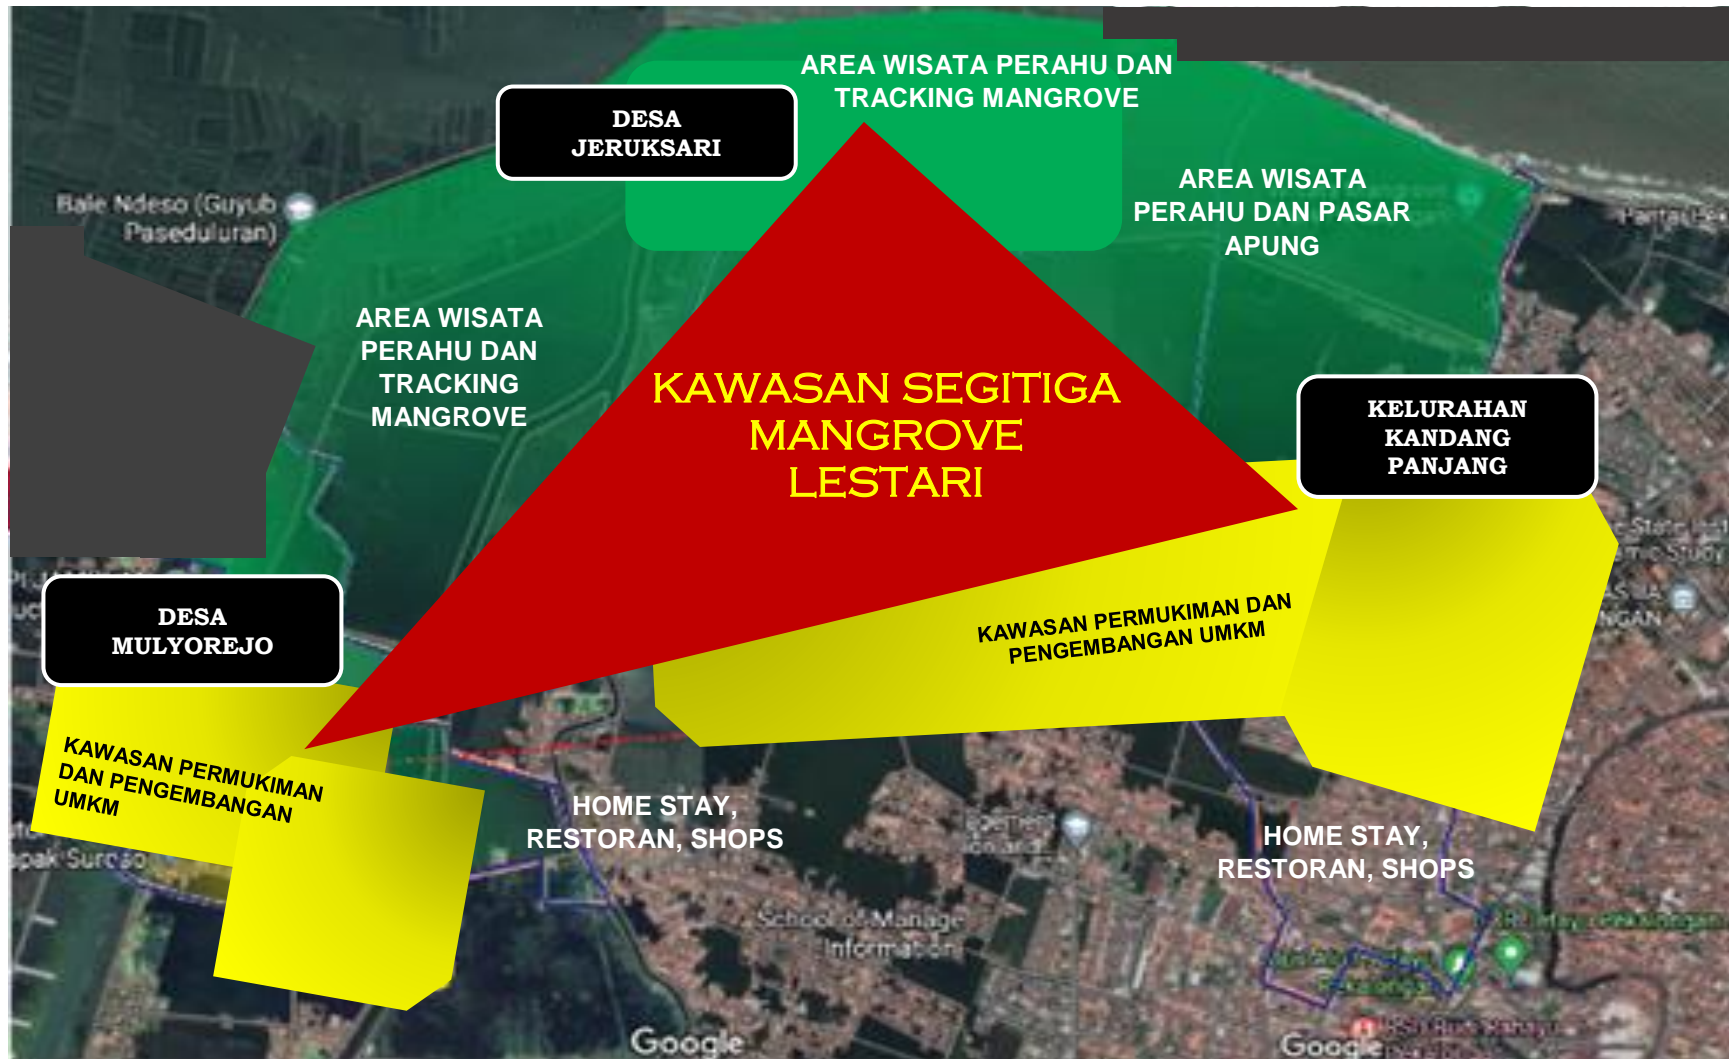 AREA WISATA PERAHU DAN
TRACKING MANGROVE
DESA
JERUKSARI
AREA WISATA
PERAHU DAN PASAR
APUNG
Bale Ndeso (Guyub
Paseduluran)
AREA WISATA
PERAHU DAN
TRACKING
MANGROVE
KAWASAN SEGITIGA
MANGROVE
LESTARI
KELURAHAN
KANDANG
PANJANG
DESA
MULYOREJO
KAWASAN PERMUKIMAN DAN
PENGEMBANGAN UMKM
KAWASAN PERMUKIMAN
DAN PENGEMBANGAN
UMKM
HOME STAY,
RESTORAN, SHOPS
HOME STAY,
RESTORAN, SHOPS
School of Manage
Information
Google
Google